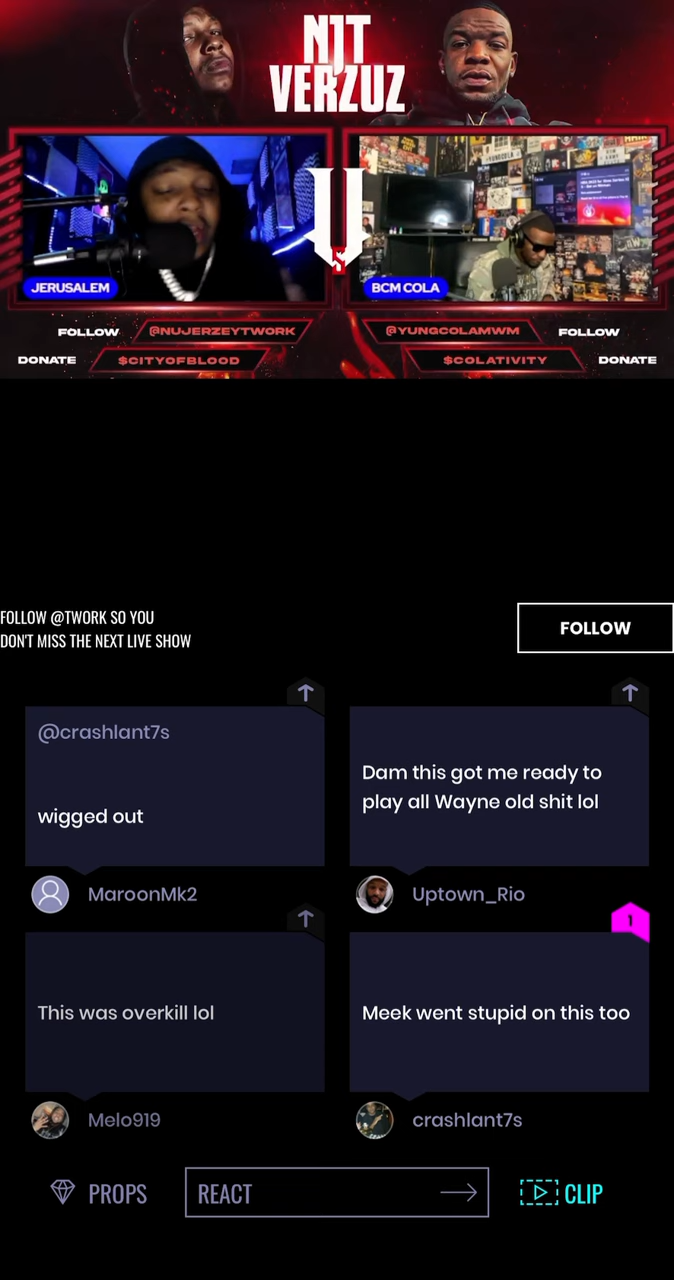 NJT
VERZUZ
JERUSALEM
BCM COLA
FOLLOW @NUJERZEYTWORK
@YUNGCOLAMWM FOLLOW
DONATE $CITYOFBLOOD
$COLATIVITY DONATE
FOLLOW @TWORK SO YOU
DON'T MISS THE NEXT LIVE SHOW
FOLLOW
@crashlant7s
wigged out
MaroonMk2
Dam this got me ready to
play all Wayne old shit lol
Uptown_Rio
This was overkill lol
Melo919
1
Meek went stupid on this too
crashlant7s
PROPS
REACT
CLIP